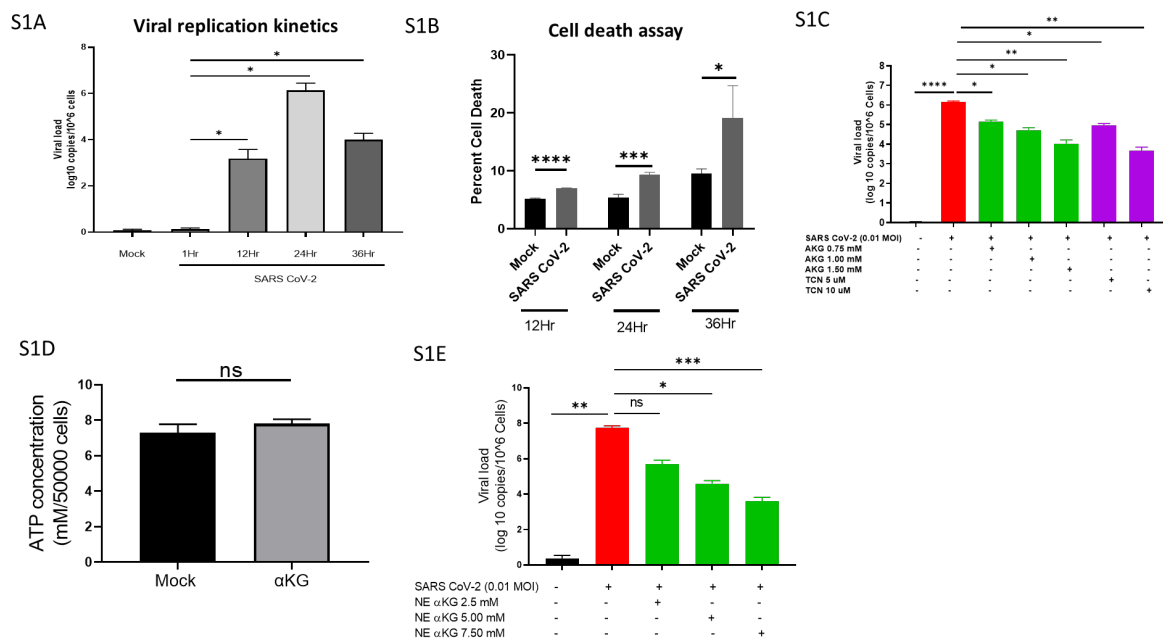 S1A
Viral replication kinetics
Viral load
log10 copies/10^6 cells
8
6
4
2
0
*
*
*
Mock
1Hr
12Hr
24Hr
36Hr
SARS CoV-2
S1B
Cell death assay
Percent Cell Death
30
20
10
0
****
***
*
Mock
SARS CoV-2
Mock
SARS CoV-2
Mock
SARS CoV-2
12Hr
24Hr
36Hr
S1C
Viral load
(log 10 copies/10^6 Cells)
8
7
6
5
4
3
2
1
0
**
*
**
*
****
*
SARS CoV-2 (0.01 MOI) - + + + + + +
AKG 0.75 mM - - + - - - -
AKG 1.00 mM - - - + - - -
AKG 1.50 mM - - - - + - -
TCN 5 uM - - - - - + -
TCN 10 uM - - - - - - +
S1D
ATP concentration
(mM/50000 cells)
10
8
6
4
2
0
ns
Mock
αKG
S1E
Viral load
(log 10 copies/10^6 Cells)
10
8
6
4
2
0
***
*
ns
**
SARS CoV-2 (0.01 MOI) - + + + +
NE αKG 2.5 mM - - + - -
NE αKG 5.00 mM - - - + -
NE αKG 7.50 mM - - - - +